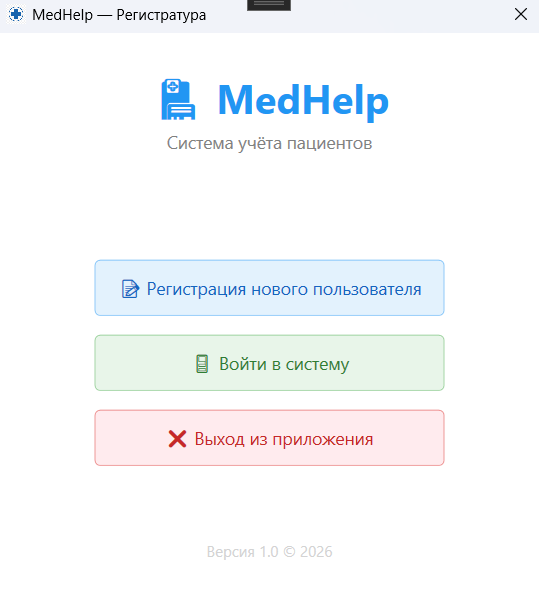 MedHelp — Регистратура
MedHelp
Система учёта пациентов
Регистрация нового пользователя
Войти в систему
Выход из приложения
Версия 1.0 © 2026